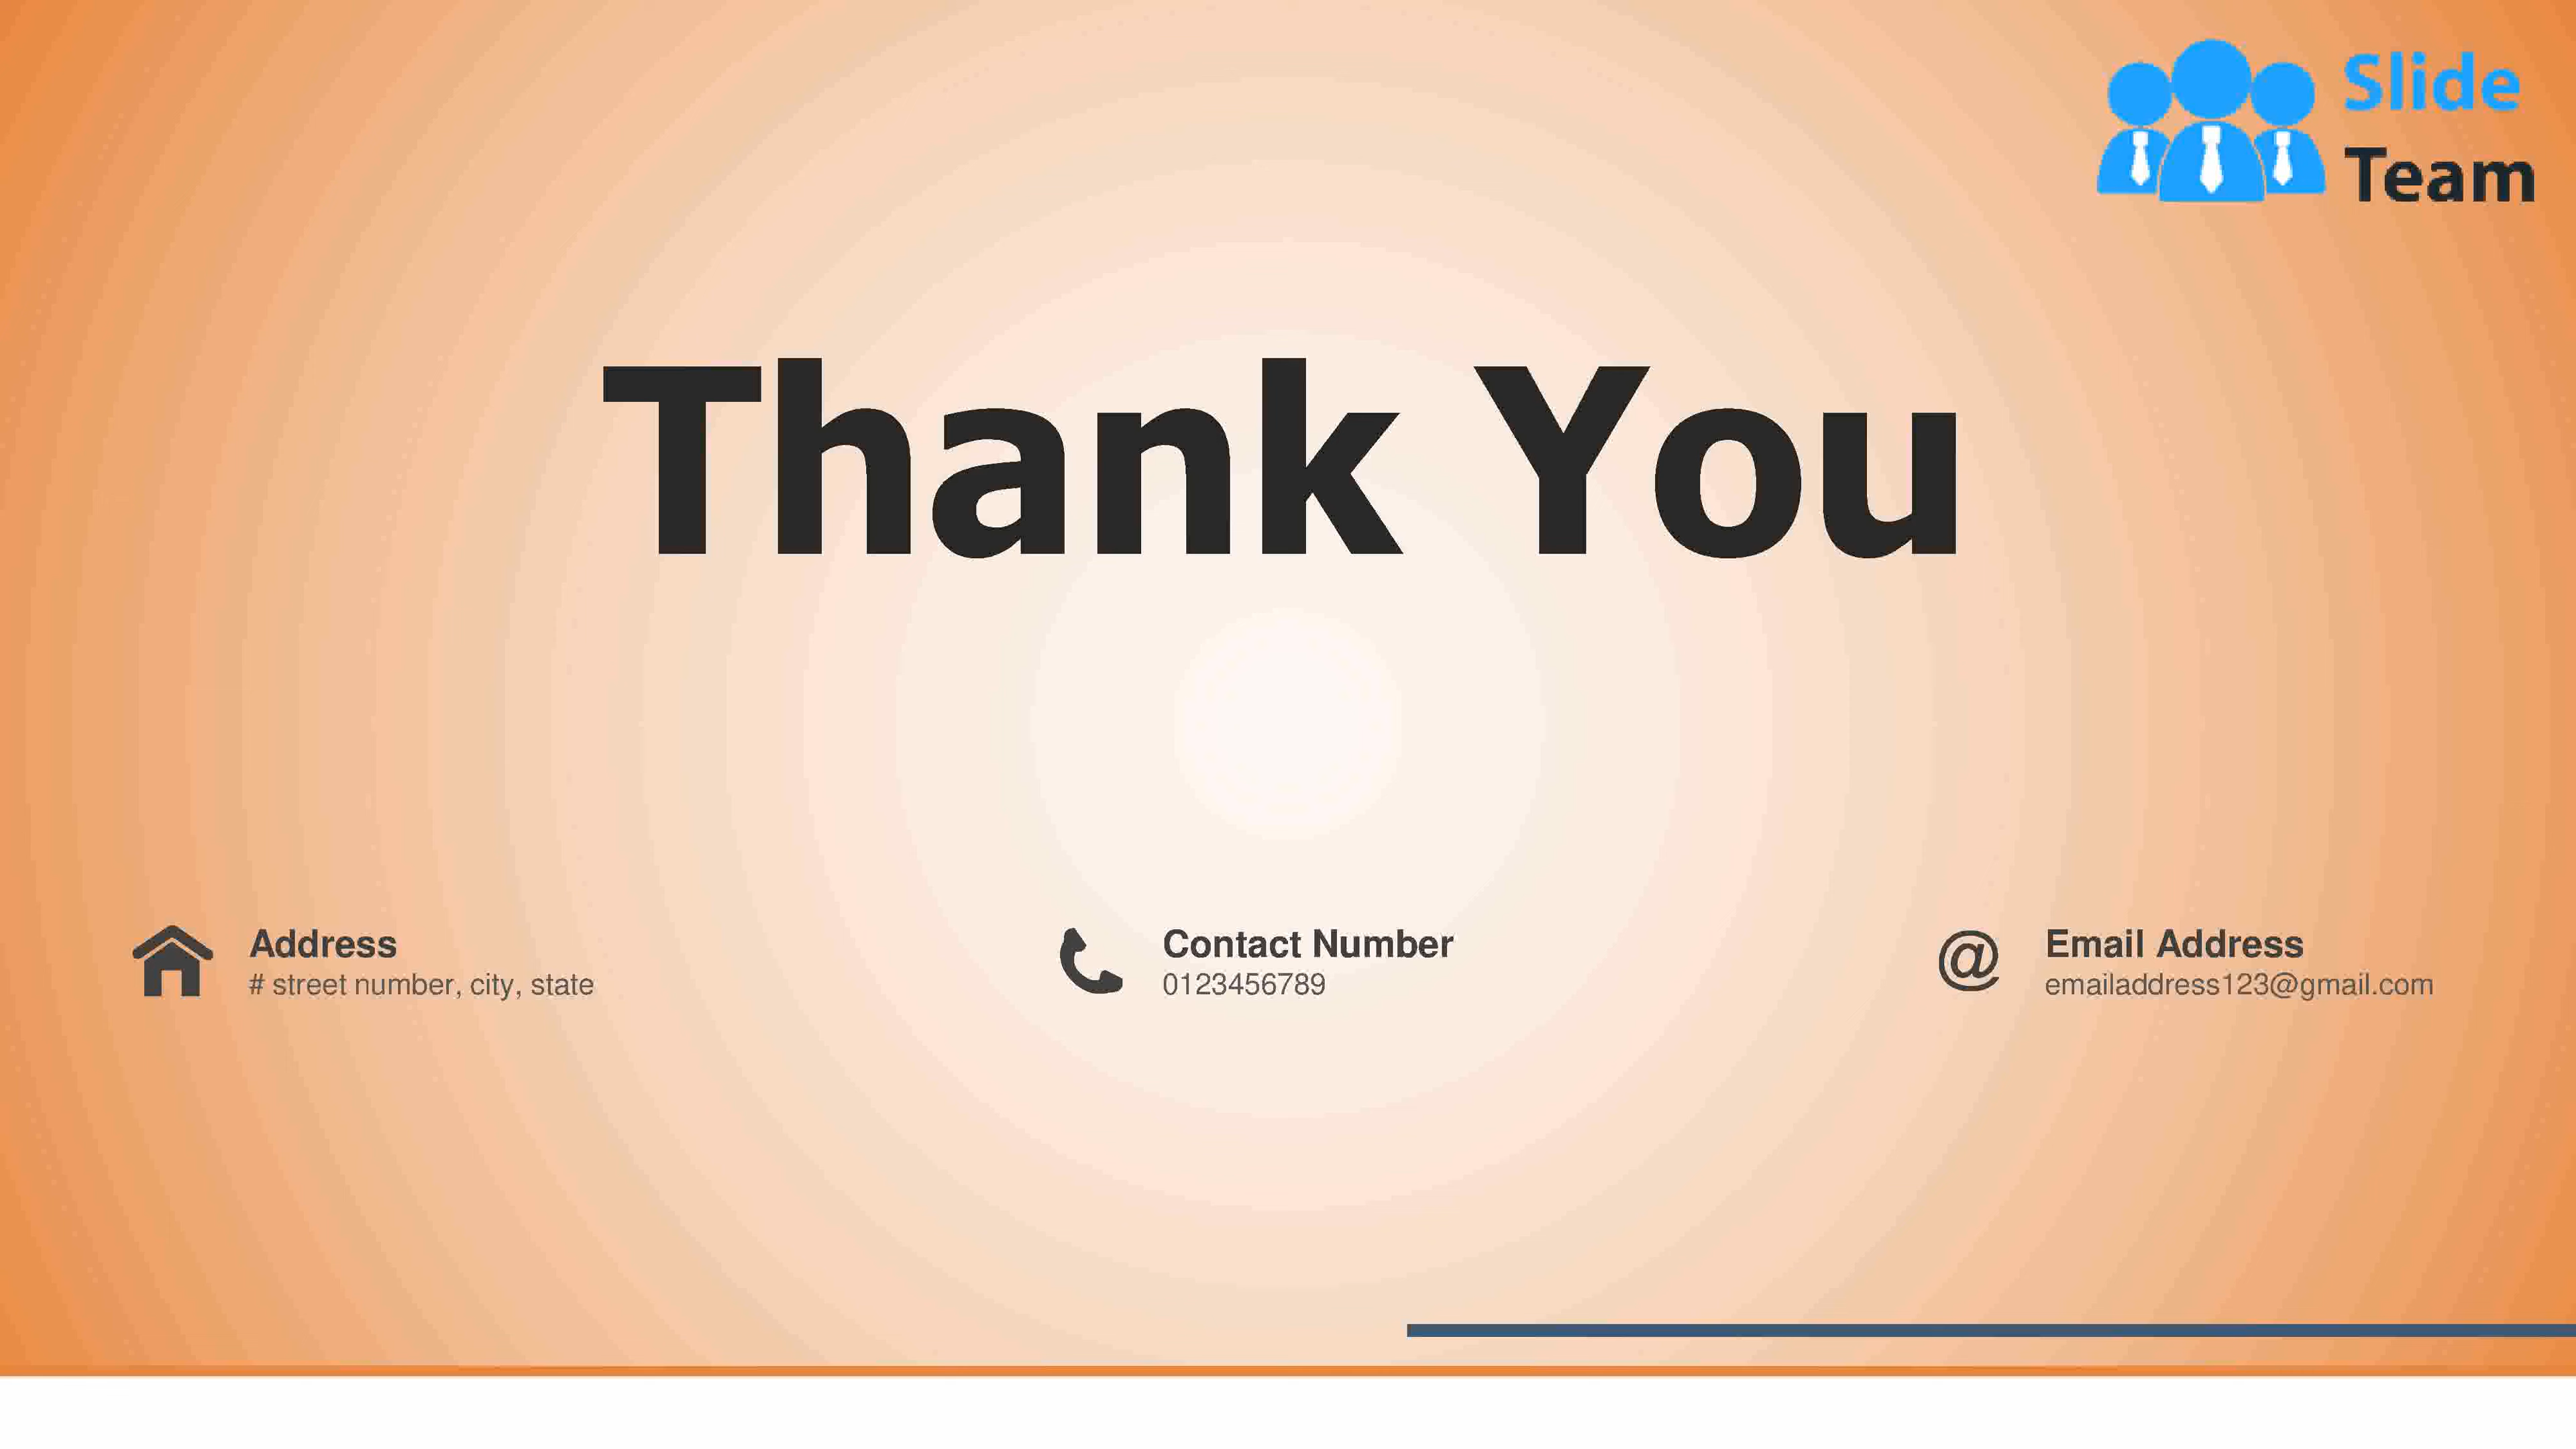 Slide
Team
Thank You
Address
# street number, city, state
Contact Number
0123456789
@
Email Address
emailaddress123@gmail.com